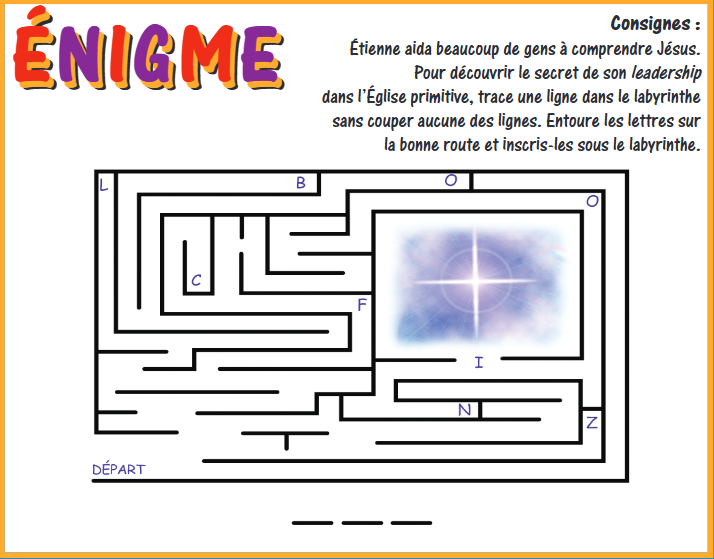 ÉNIGME
Consignes :
Étienne aida beaucoup de gens à comprendre Jésus.
Pour découvrir le secret de son leadership
dans l'Église primitive, trace une ligne dans le labyrinthe
sans couper aucune des lignes. Entoure les lettres sur
la bonne route et inscris-les sous le labyrinthe.
L
B
O
O
C
F
I
N
Z
DÉPART